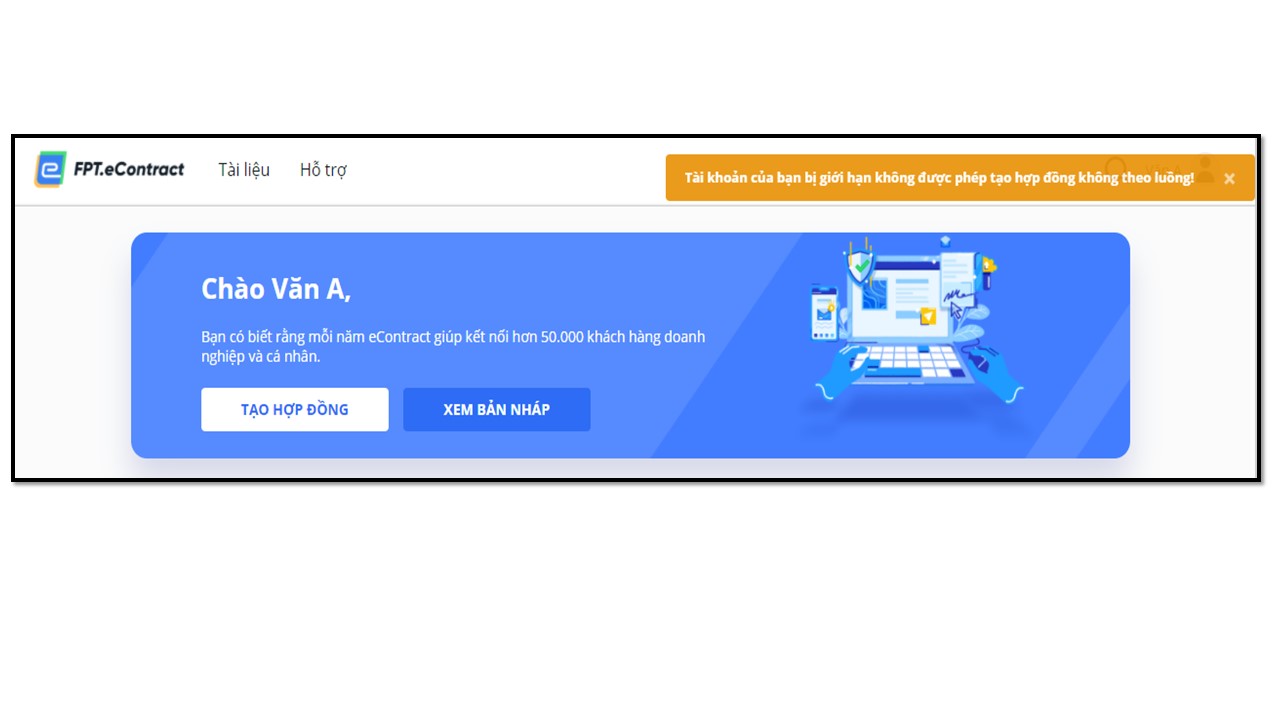 FPT.eContract
Tài liệu
Hỗ trợ
Tài khoản của bạn bị giới hạn không được phép tạo hợp đồng không theo luồng!
Chào Văn A,
Bạn có biết rằng mỗi năm eContract giúp kết nối hơn 50.000 khách hàng doanh
nghiệp và cá nhân.
TẠO HỢP ĐỒNG
XEM BẢN NHÁP